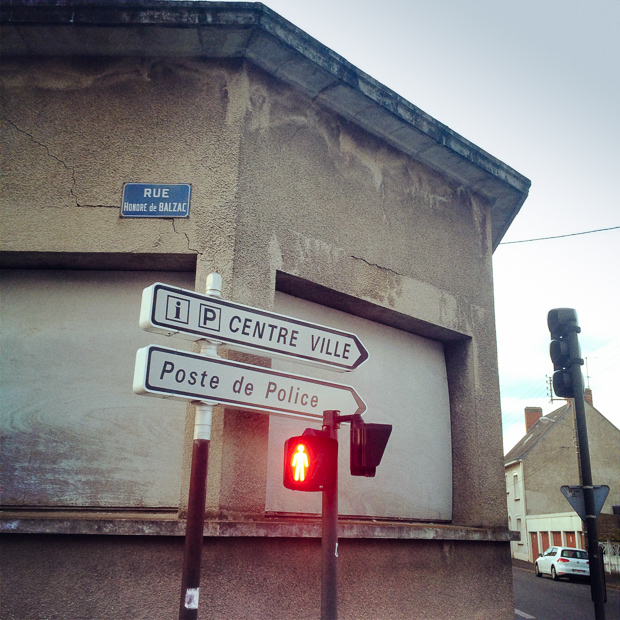 RUE
HONORÉ de BALZAC
i P CENTRE VILLE
Poste de Police